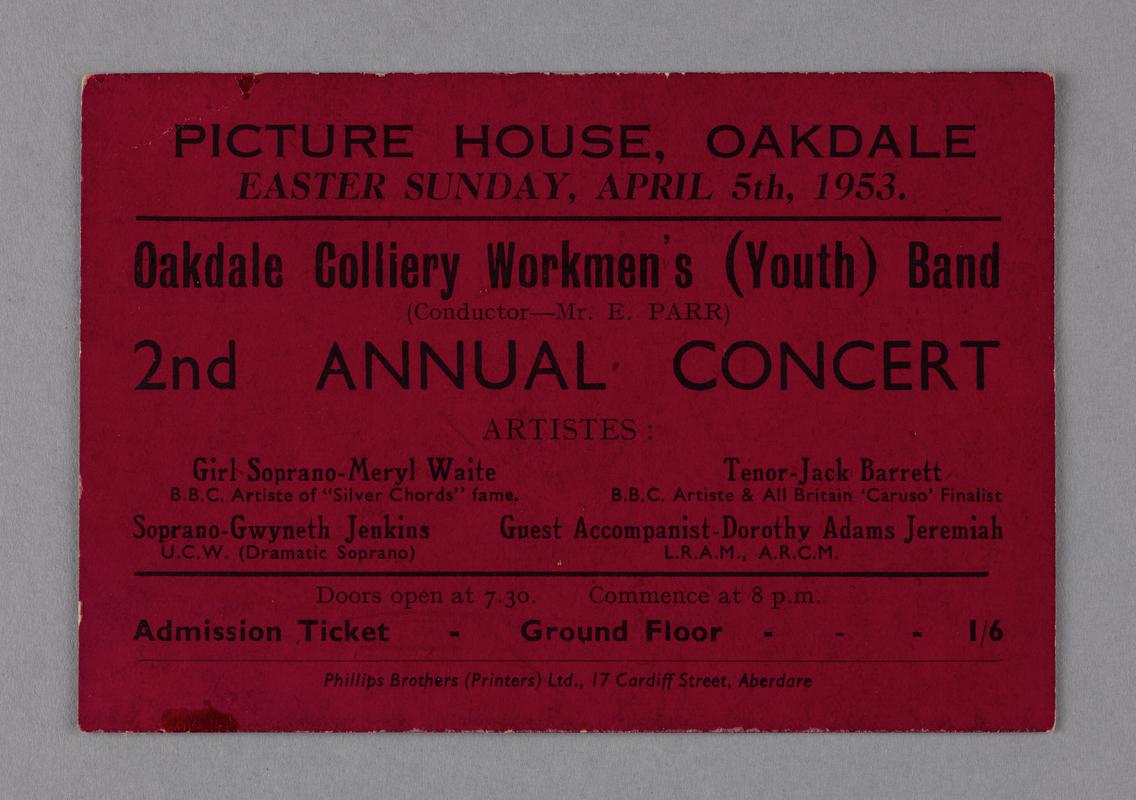 PICTURE HOUSE, OAKDALE
EASTER SUNDAY, APRIL 5th, 1953.
Oakdale Colliery Workmen's (Youth) Band
(Conductor—Mr. E. PARR)
2nd ANNUAL CONCERT
ARTISTES :
Girl Soprano-Meryl Waite
B.B.C. Artiste of "Silver Chords" fame.
Tenor-Jack Barrett
B.B.C. Artiste & All Britain 'Caruso' Finalist
Soprano-Gwyneth Jenkins
U.C.W. (Dramatic Soprano)
Guest Accompanist-Dorothy Adams Jeremiah
L.R.A.M., A.R.C.M.
Doors open at 7.30. Commence at 8 p.m.
Admission Ticket - Ground Floor - - - 1/6
Phillips Brothers (Printers) Ltd., 17 Cardiff Street, Aberdare